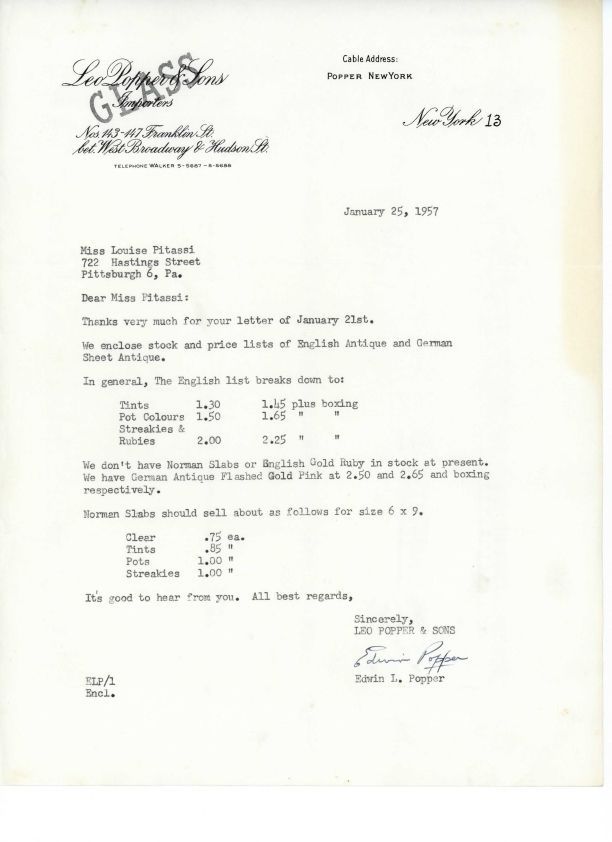 Leo Popper & Sons
GLASS
Importers
Nos. 143-147 Franklin St.
bet. West Broadway & Hudson St.
TELEPHONE WALKER 5-5687-8-5688
Cable Address:
POPPER NEWYORK
New York 13
January 25, 1957
Miss Louise Pitassi
722 Hastings Street
Pittsburgh 6, Pa.
Dear Miss Pitassi:
Thanks very much for your letter of January 21st.
We enclose stock and price lists of English Antique and German
Sheet Antique.
In general, The English list breaks down to:
Tints 1.30 1.45 plus boxing
Pot Colours 1.50 1.65 " "
Streakies &
Rubies 2.00 2.25 " "
We don't have Norman Slabs or English Gold Ruby in stock at present.
We have German Antique Flashed Gold Pink at 2.50 and 2.65 and boxing
respectively.
Norman Slabs should sell about as follows for size 6 x 9.
Clear .75 ea.
Tints .85 "
Pots 1.00 "
Streakies 1.00 "
It's good to hear from you. All best regards,
Sincerely,
LEO POPPER & SONS
Edwin Popper
Edwin L. Popper
ELP/l
Encl.